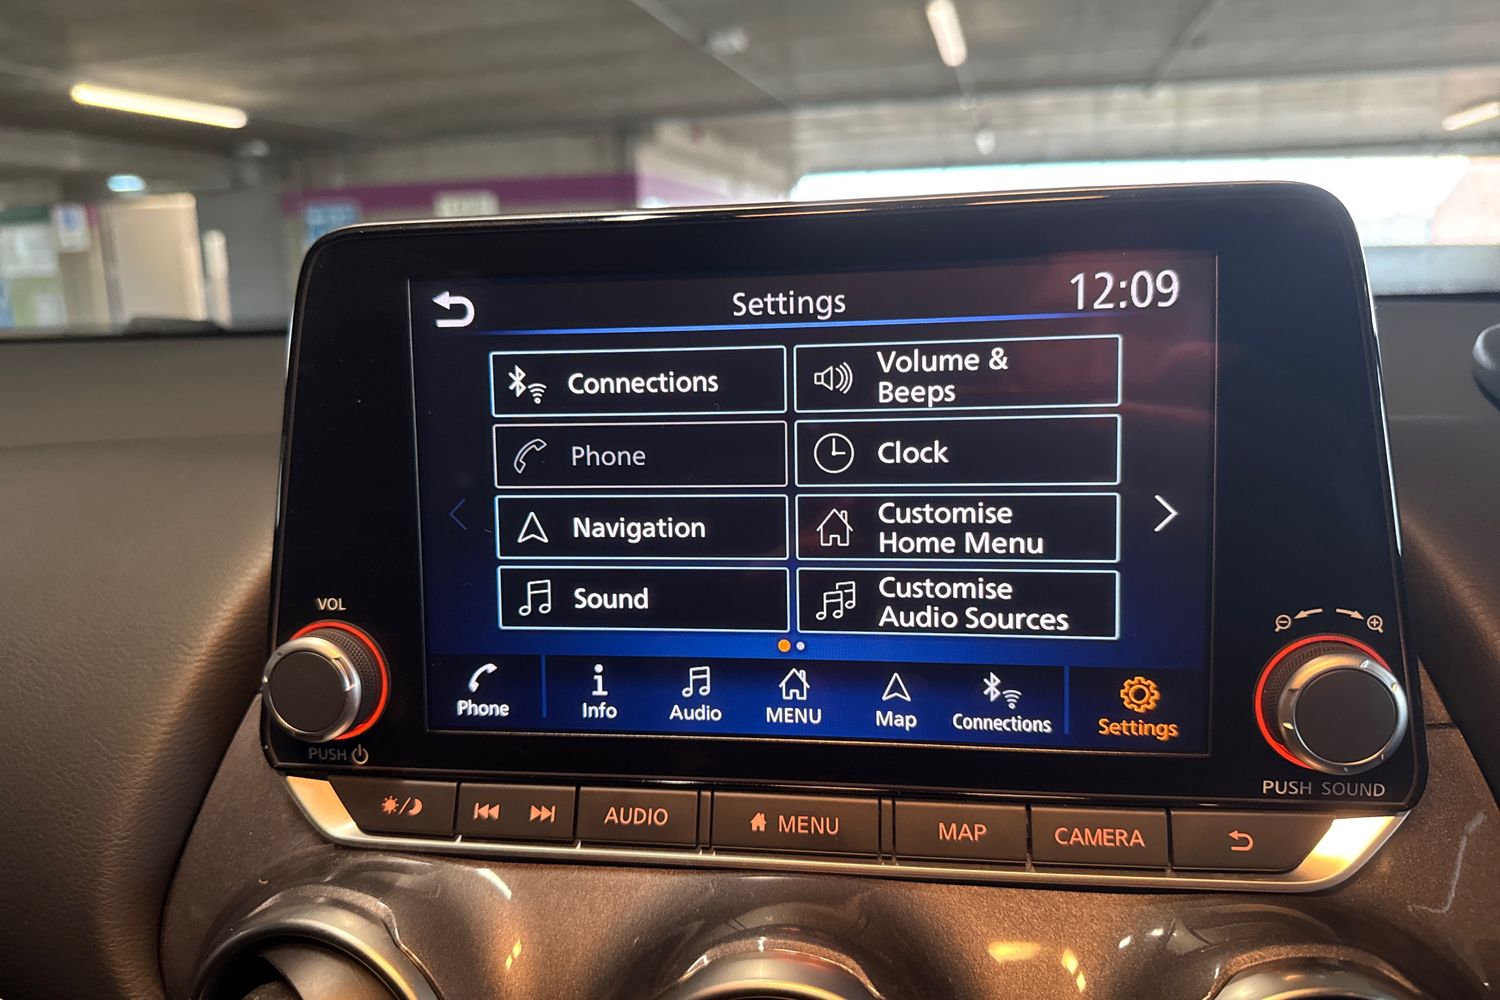 Settings
12:09
Connections
Volume &
Beeps
Phone
Clock
Navigation
Customise
Home Menu
Sound
Customise
Audio Sources
Phone
Info
Audio
MENU
Map
Connections
Settings
VOL
PUSH
PUSH SOUND
AUDIO
MENU
MAP
CAMERA